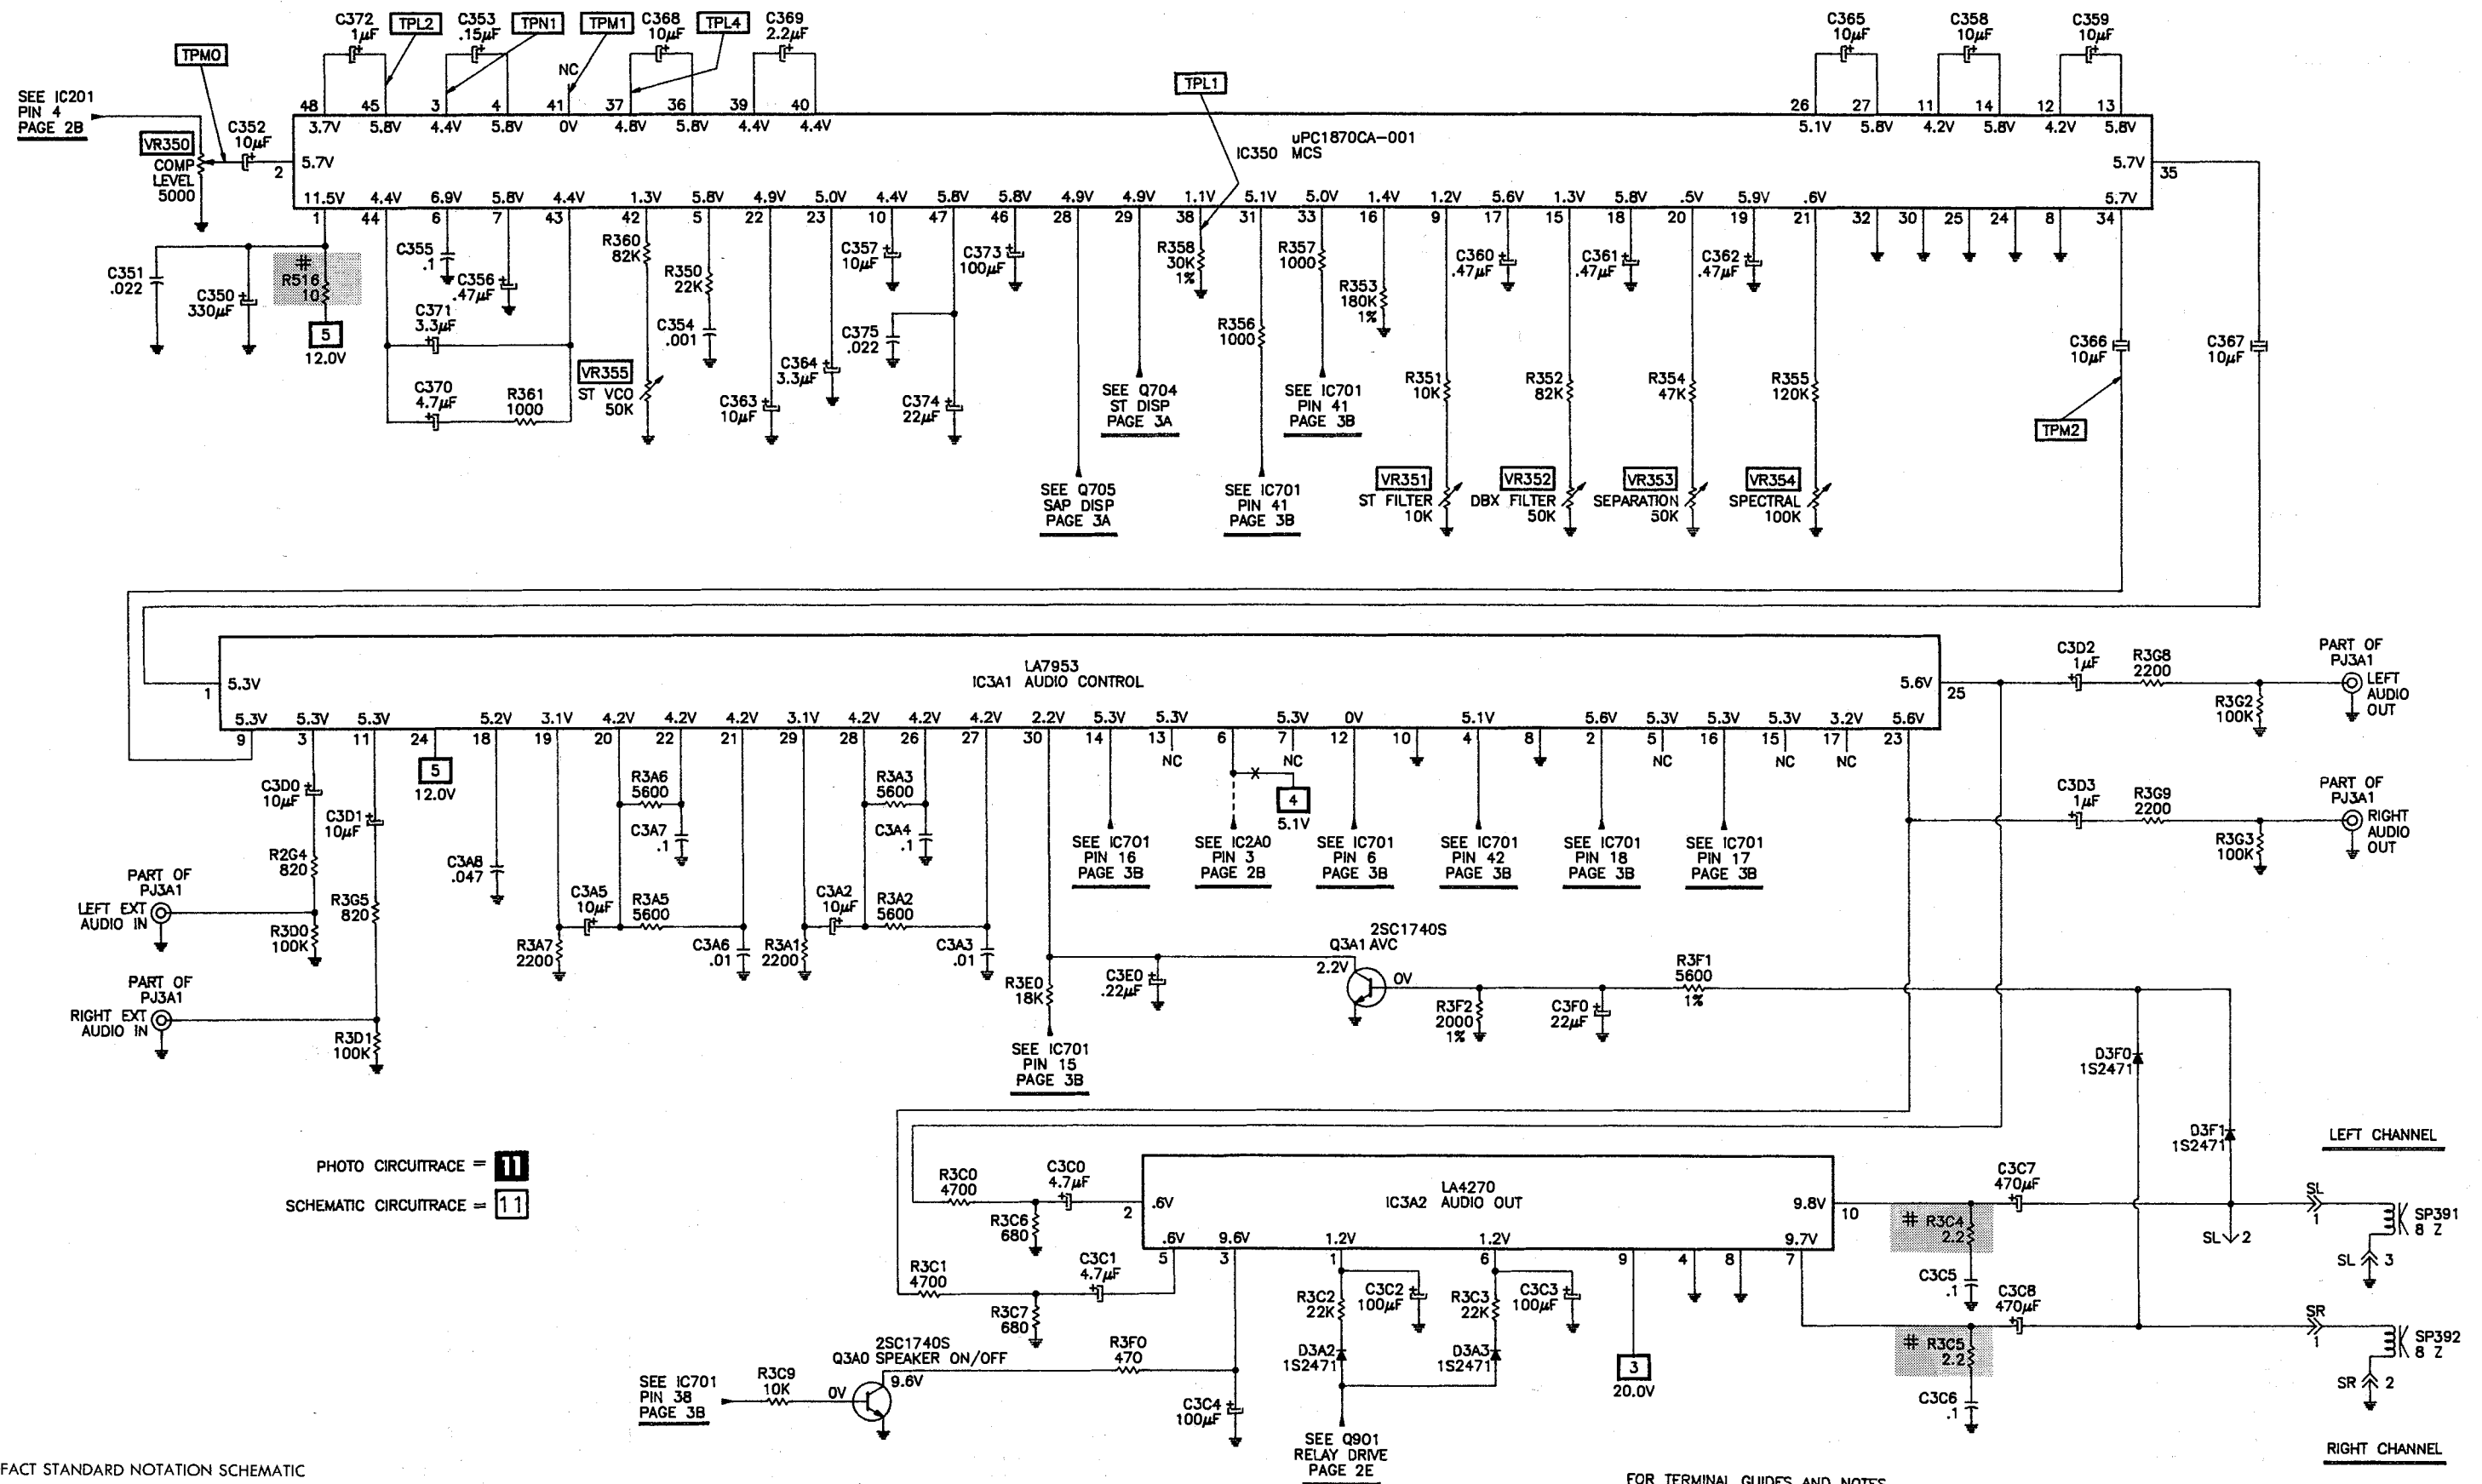 C372
1µF
TPL2
C353
.15µF
TPN1
TPM1
C368
10µF
TPL4
C369
2.2µF
C365
10µF
C358
10µF
C359
10µF
TPM0
NC
TPL1
SEE IC201
PIN 4
PAGE 2B
48 45 3 4 41 37 36 39 40 26 27 11 14 12 13
3.7V 5.8V 4.4V 5.8V 0V 4.8V 5.8V 4.4V 4.4V 5.1V 5.8V 4.2V 5.8V 4.2V 5.8V
VR350
COMP
LEVEL
5000
C352
10µF
2
5.7V
uPC1870CA-001
IC350 MCS
5.7V
35
11.5V 4.4V 6.9V 5.8V 4.4V 1.3V 5.8V 4.9V 5.0V 4.4V 5.8V 5.8V 4.9V 4.9V 1.1V 5.1V 5.0V 1.4V 1.2V 5.6V 1.3V 5.8V .5V 5.9V .6V 5.7V
1 44 6 7 43 42 5 22 23 10 47 46 28 29 38 31 33 16 9 17 15 18 20 19 21 32 30 25 24 8 34
C351
.022
C350
330µF
#
R516
10
5
12.0V
C355
.1
C356
.47µF
C371
3.3µF
C370
4.7µF
R361
1000
R360
82K
VR355
ST VCO
50K
R350
22K
C354
.001
C363
10µF
C364
3.3µF
C357
10µF
C375
.022
C374
22µF
C373
100µF
R358
30K
1%
R356
1000
R357
1000
R353
180K
1%
C360
.47µF
C361
.47µF
C362
.47µF
R351
10K
R352
82K
R354
47K
R355
120K
C366
10µF
C367
10µF
TPM2
SEE Q704
ST DISP
PAGE 3A
SEE IC701
PIN 41
PAGE 3B
SEE Q705
SAP DISP
PAGE 3A
SEE IC701
PIN 41
PAGE 3B
VR351
ST FILTER
10K
VR352
DBX FILTER
50K
VR353
SEPARATION
50K
VR354
SPECTRAL
100K
LA7953
IC3A1 AUDIO CONTROL
1
5.3V
5.6V
25
5.3V 5.3V 5.3V 5.2V 3.1V 4.2V 4.2V 4.2V 3.1V 4.2V 4.2V 4.2V 2.2V 5.3V 5.3V 5.3V 0V 5.1V 5.6V 5.3V 5.3V 5.3V 3.2V 5.6V
9 3 11 24 18 19 20 22 21 29 28 26 27 30 14 13 6 7 12 10 4 8 2 5 16 15 17 23
NC NC NC NC NC
C3D2
1µF
R3G8
2200
R3G2
100K
PART OF
PJ3A1
LEFT
AUDIO
OUT
C3D3
1µF
R3G9
2200
R3G3
100K
PART OF
PJ3A1
RIGHT
AUDIO
OUT
5
12.0V
4
5.1V
C3D0
10µF
C3D1
10µF
R2G4
820
R3G5
820
C3A8
.047
R3A6
5600
C3A7
.1
C3A5
10µF
R3A5
5600
R3A7
2200
C3A6
.01
R3A3
5600
C3A4
.1
C3A2
10µF
R3A2
5600
R3A1
2200
C3A3
.01
SEE IC701
PIN 16
PAGE 3B
SEE IC2A0
PIN 3
PAGE 2B
SEE IC701
PIN 6
PAGE 3B
SEE IC701
PIN 42
PAGE 3B
SEE IC701
PIN 18
PAGE 3B
SEE IC701
PIN 17
PAGE 3B
PART OF
PJ3A1
LEFT EXT
AUDIO IN
R3D0
100K
PART OF
PJ3A1
RIGHT EXT
AUDIO IN
R3D1
100K
R3E0
18K
C3E0
.22µF
2SC1740S
Q3A1 AVC
2.2V
0V
R3F2
2000
1%
C3F0
22µF
R3F1
5600
1%
SEE IC701
PIN 15
PAGE 3B
D3F0
1S2471
D3F1
1S2471
LEFT CHANNEL
PHOTO CIRCUITRACE = 11
SCHEMATIC CIRCUITRACE = 11
R3C0
4700
C3C0
4.7µF
R3C6
680
2
.6V
LA4270
IC3A2 AUDIO OUT
9.8V
10
.6V 9.6V 1.2V 1.2V 9.7V
5 3 1 6 9 4 8 7
R3C1
4700
C3C1
4.7µF
R3C7
680
R3C2
22K
C3C2
100µF
R3C3
22K
C3C3
100µF
D3A2
1S2471
D3A3
1S2471
3
20.0V
# R3C4
2.2
C3C5
.1
C3C7
470µF
C3C8
470µF
# R3C5
2.2
C3C6
.1
SL
1
SL 2
SL 3
SP391
8 Z
SR
1
SR 2
SP392
8 Z
2SC1740S
Q3A0 SPEAKER ON/OFF
9.6V
0V
R3F0
470
SEE IC701
PIN 38
PAGE 3B
R3C9
10K
C3C4
100µF
SEE Q901
RELAY DRIVE
PAGE 2E
RIGHT CHANNEL
FACT STANDARD NOTATION SCHEMATIC
FOR TERMINAL GUIDES AND NOTES